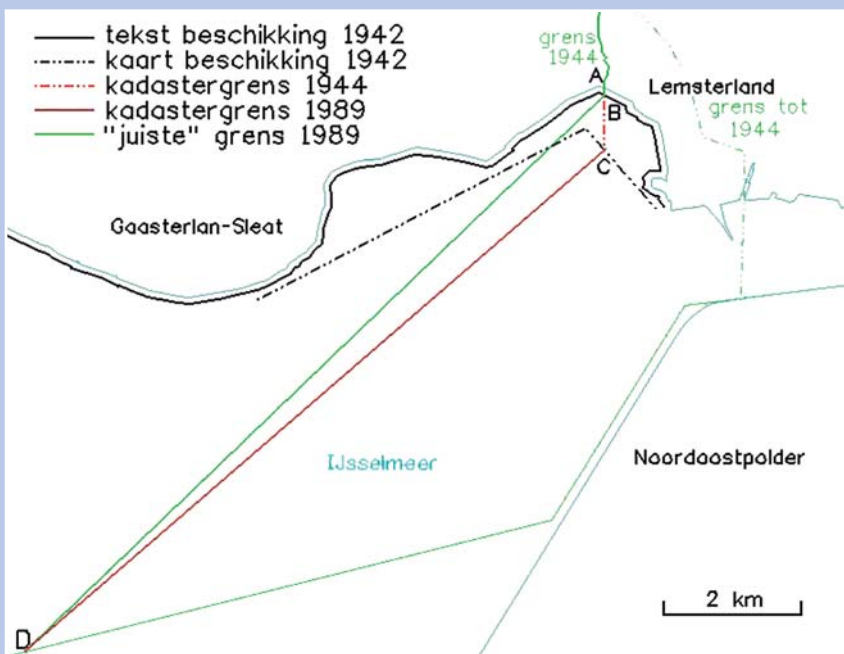 tekst beschikking 1942
kaart beschikking 1942
kadastergrens 1944
kadastergrens 1989
"juiste" grens 1989
grens
1944
A
Lemsterland
B
grens tot
1944
C
Gaasterlan-Sleat
IJsselmeer
Noordoostpolder
2 km
D